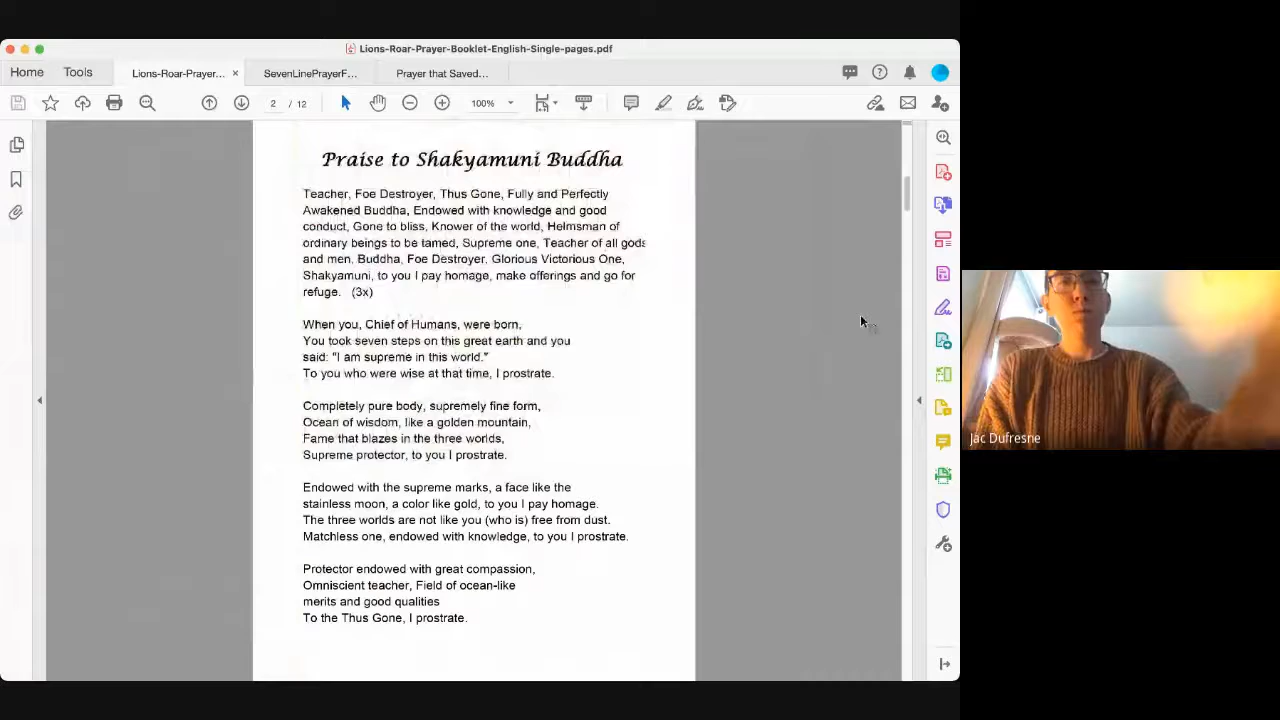 Lions-Roar-Prayer-Booklet-English-Single-pages.pdf
Home Tools Lions-Roar-Prayer... × SevenLinePrayerF... Prayer that Saved...
2 / 12 100%
Praise to Shakyamuni Buddha
Teacher, Foe Destroyer, Thus Gone, Fully and Perfectly
Awakened Buddha, Endowed with knowledge and good
conduct, Gone to bliss, Knower of the world, Helmsman of
ordinary beings to be tamed, Supreme one, Teacher of all gods
and men, Buddha, Foe Destroyer, Glorious Victorious One,
Shakyamuni, to you I pay homage, make offerings and go for
refuge. (3x)
When you, Chief of Humans, were born,
You took seven steps on this great earth and you
said: “I am supreme in this world.”
To you who were wise at that time, I prostrate.
Completely pure body, supremely fine form,
Ocean of wisdom, like a golden mountain,
Fame that blazes in the three worlds,
Supreme protector, to you I prostrate.
Endowed with the supreme marks, a face like the
stainless moon, a color like gold, to you I pay homage.
The three worlds are not like you (who is) free from dust.
Matchless one, endowed with knowledge, to you I prostrate.
Protector endowed with great compassion,
Omniscient teacher, Field of ocean-like
merits and good qualities
To the Thus Gone, I prostrate.
Jac Dufresne